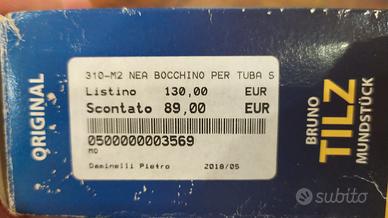 ORIGINAL
310-M2 NEA BOCCHINO PER TUBA S
Listino 130,00 EUR
Scontato 89,00 EUR
0500000003569
MO
Daminelli Pietro 2018/05
BRUNO
TILZ
MUNDSTÜCK
subito